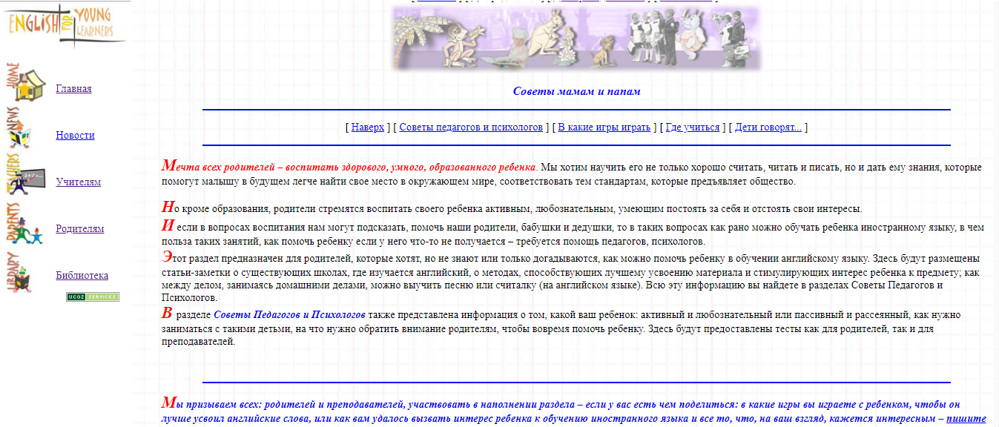 ENGLISH FOR YOUNG LEARNERS
HOME
Главная
NEWS
Новости
TEACHERS
Учителям
PARENTS
Родителям
LIBRARY
Библиотека
UCOZ SERVICES
Советы мамам и папам
[ Наверх ] [ Советы педагогов и психологов ] [ В какие игры играть ] [ Где учиться ] [ Дети говорят... ]
Мечта всех родителей – воспитать здорового, умного, образованного ребенка. Мы хотим научить его не только хорошо считать, читать и писать, но и дать ему знания, которые
помогут малышу в будущем легче найти свое место в окружающем мире, соответствовать тем стандартам, которые предъявляет общество.
Но кроме образования, родители стремятся воспитать своего ребенка активным, любознательным, умеющим постоять за себя и отстоять свои интересы.
И если в вопросах воспитания нам могут подсказать, помочь наши родители, бабушки и дедушки, то в таких вопросах как рано можно обучать ребенка иностранному языку, в чем
польза таких занятий, как помочь ребенку если у него что-то не получается – требуется помощь педагогов, психологов.
Этот раздел предназначен для родителей, которые хотят, но не знают или только догадываются, как можно помочь ребенку в обучении английскому языку. Здесь будут размещены
статьи-заметки о существующих школах, где изучается английский, о методах, способствующих лучшему усвоению материала и стимулирующих интерес ребенка к предмету; как
между делом, занимаясь домашними делами, можно выучить песню или считалку (на английском языке). Всю эту информацию вы найдете в разделах Советы Педагогов и
Психологов.
В разделе Советы Педагогов и Психологов также представлена информация о том, какой ваш ребенок: активный и любознательный или пассивный и рассеянный, как нужно
заниматься с такими детьми, на что нужно обратить внимание родителям, чтобы вовремя помочь ребенку. Здесь будут предоставлены тесты как для родителей, так и для
преподавателей.
Мы призываем всех: родителей и преподавателей, участвовать в наполнении раздела – если у вас есть чем поделиться: в какие игры вы играете с ребенком, чтобы он
лучше усвоил английские слова, или как вам удалось вызвать интерес ребенка к обучению иностранного языка и все то, что, на ваш взгляд, кажется интересным – пишите